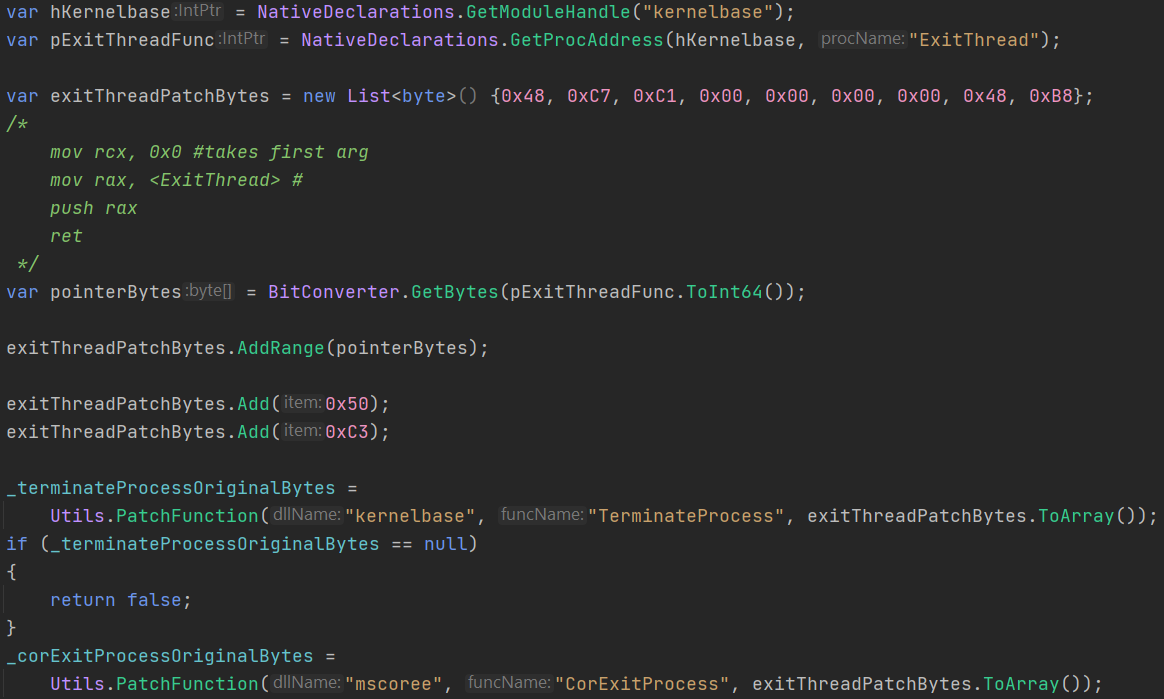 var hKernelbase :IntPtr = NativeDeclarations.GetModuleHandle("kernelbase");
var pExitThreadFunc :IntPtr = NativeDeclarations.GetProcAddress(hKernelbase, procName: "ExitThread");
var exitThreadPatchBytes = new List<byte>() {0x48, 0xC7, 0xC1, 0x00, 0x00, 0x00, 0x00, 0x48, 0xB8};
/*
mov rcx, 0x0 #takes first arg
mov rax, <ExitThread> #
push rax
ret
*/
var pointerBytes :byte[] = BitConverter.GetBytes(pExitThreadFunc.ToInt64());
exitThreadPatchBytes.AddRange(pointerBytes);
exitThreadPatchBytes.Add( item: 0x50);
exitThreadPatchBytes.Add( item: 0xC3);
_terminateProcessOriginalBytes =
Utils.PatchFunction( dllName: "kernelbase", funcName: "TerminateProcess", exitThreadPatchBytes.ToArray());
if (_terminateProcessOriginalBytes == null)
{
return false;
}
_corExitProcessOriginalBytes =
Utils.PatchFunction( dllName: "mscoree", funcName: "CorExitProcess", exitThreadPatchBytes.ToArray());